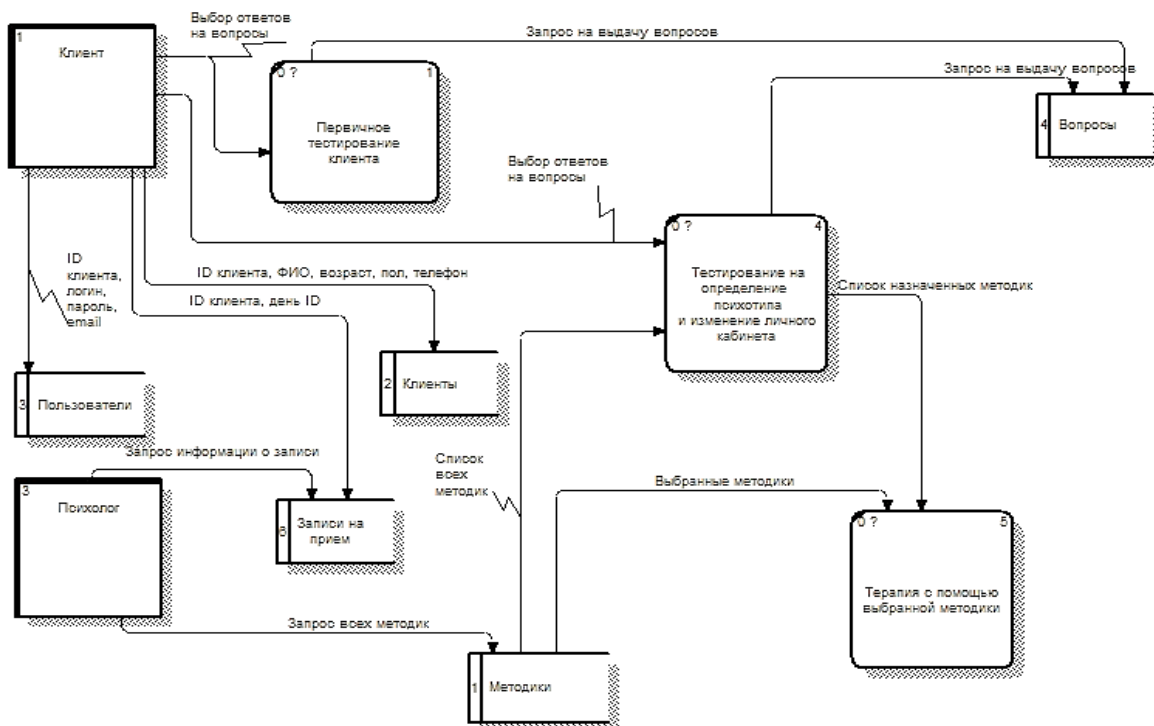 Выбор ответов
на вопросы
1
Клиент
Запрос на выдачу вопросов
0 ?
1
Первичное
тестирование
клиента
Запрос на выдачу вопросов
4
Вопросы
Выбор ответов
на вопросы
0 ?
4
Тестирование на
определение
психотипа
и изменение личного
кабинета
ID
клиента,
логин,
пароль,
email
ID клиента, ФИО, возраст, пол, телефон
ID клиента, день ID
Список назначенных методик
3
Пользователи
2
Клиенты
Запрос информации о записи
Список
всех
методик
Выбранные методики
3
Психолог
6
Записи на
прием
0 ?
5
Терапия с помощью
выбранной методики
Запрос всех методик
1
Методики